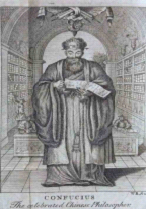 CONFUCIUS
The celebrated Chinese Philosopher